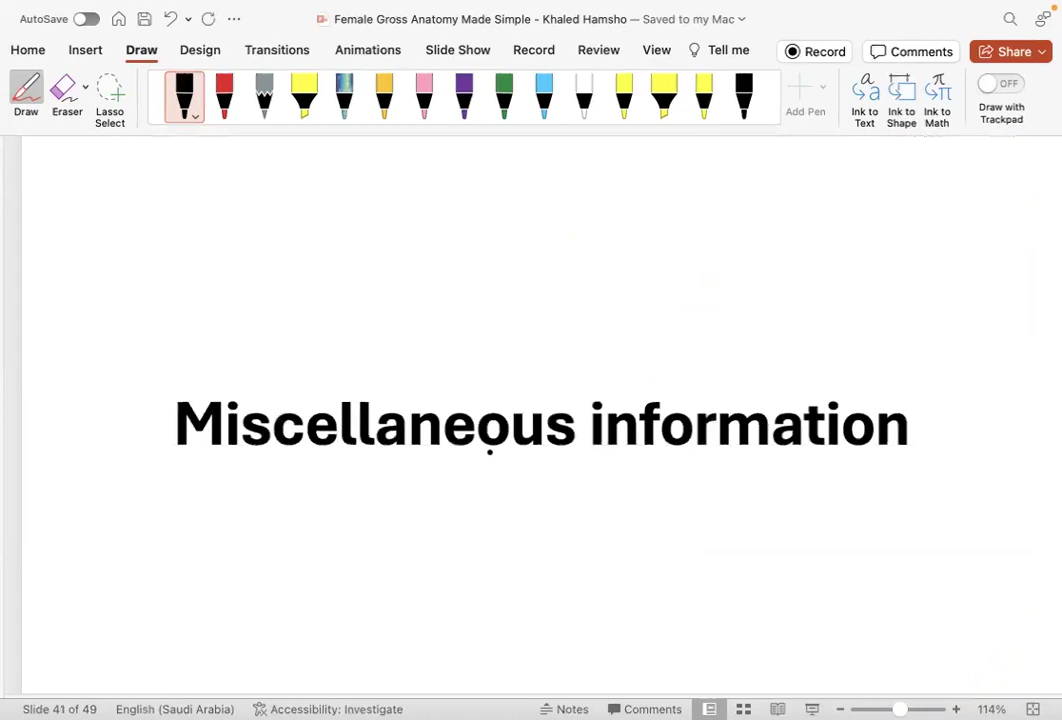 AutoSave Female Gross Anatomy Made Simple - Khaled Hamsho — Saved to my Mac
Home Insert Draw Design Transitions Animations Slide Show Record Review View Tell me Record Comments Share
Draw Eraser Lasso Select Add Pen Ink to Text Ink to Shape Ink to Math OFF Draw with Trackpad
Miscellaneous information
Slide 41 of 49 English (Saudi Arabia) Accessibility: Investigate Notes Comments 114%